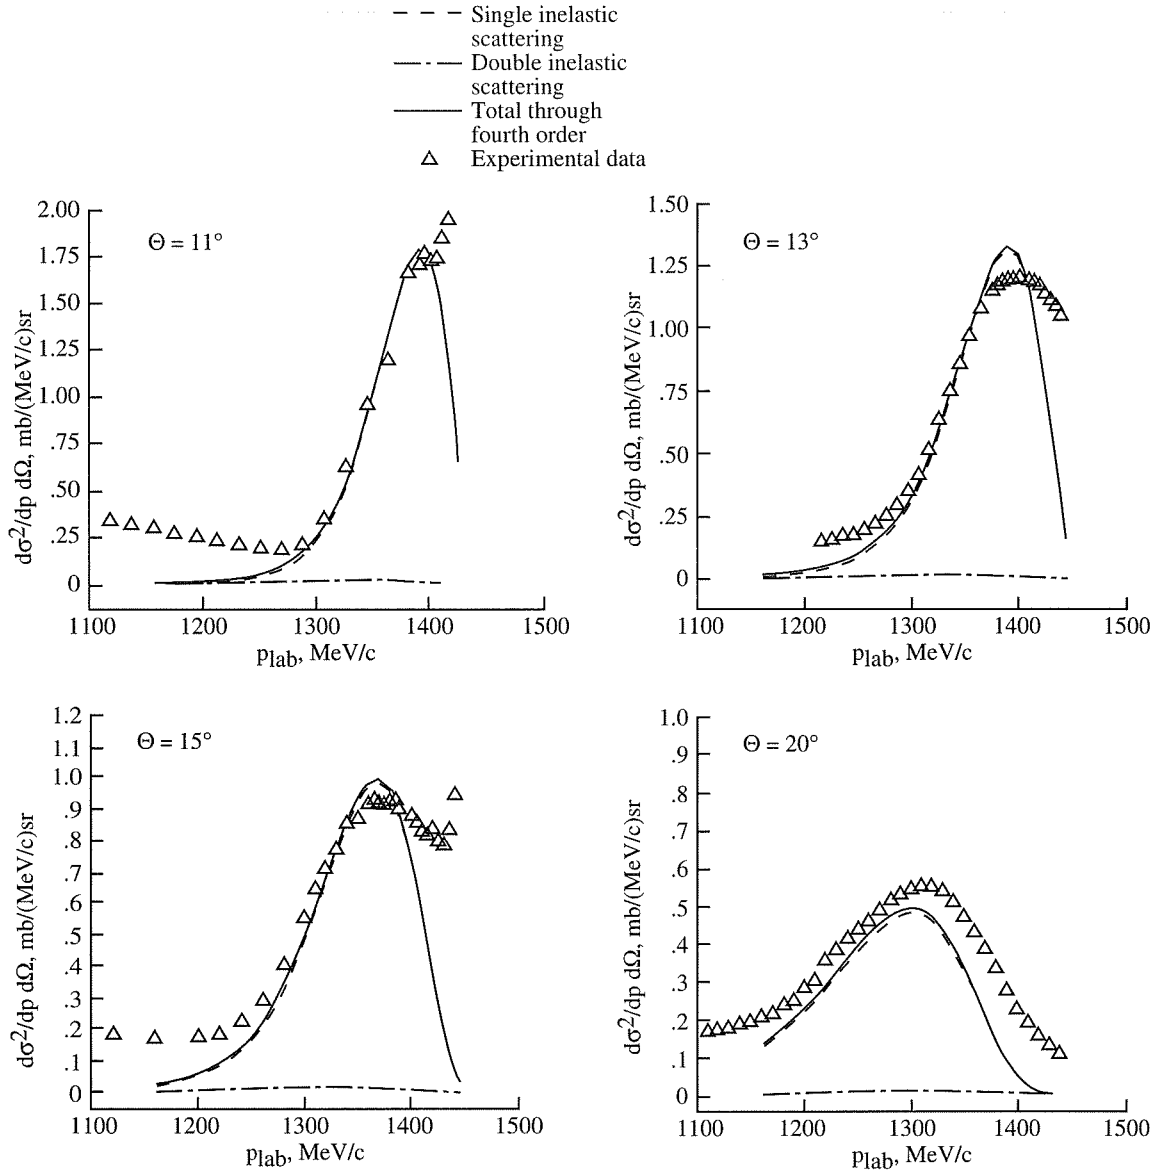 Single inelastic
scattering
Double inelastic
scattering
Total through
fourth order
Experimental data
2.00
1.75
1.50
1.25
1.00
.75
.50
.25
0
Θ = 11°
dσ²/dp dΩ, mb/(MeV/c)sr
1100 1200 1300 1400 1500
plab, MeV/c
1.50
1.25
1.00
.75
.50
.25
0
Θ = 13°
dσ²/dp dΩ, mb/(MeV/c)sr
1100 1200 1300 1400 1500
plab, MeV/c
1.2
1.1
1.0
.9
.8
.7
.6
.5
.4
.3
.2
.1
0
Θ = 15°
dσ²/dp dΩ, mb/(MeV/c)sr
1100 1200 1300 1400 1500
plab, MeV/c
1.0
.9
.8
.7
.6
.5
.4
.3
.2
.1
0
Θ = 20°
dσ²/dp dΩ, mb/(MeV/c)sr
1100 1200 1300 1400 1500
plab, MeV/c